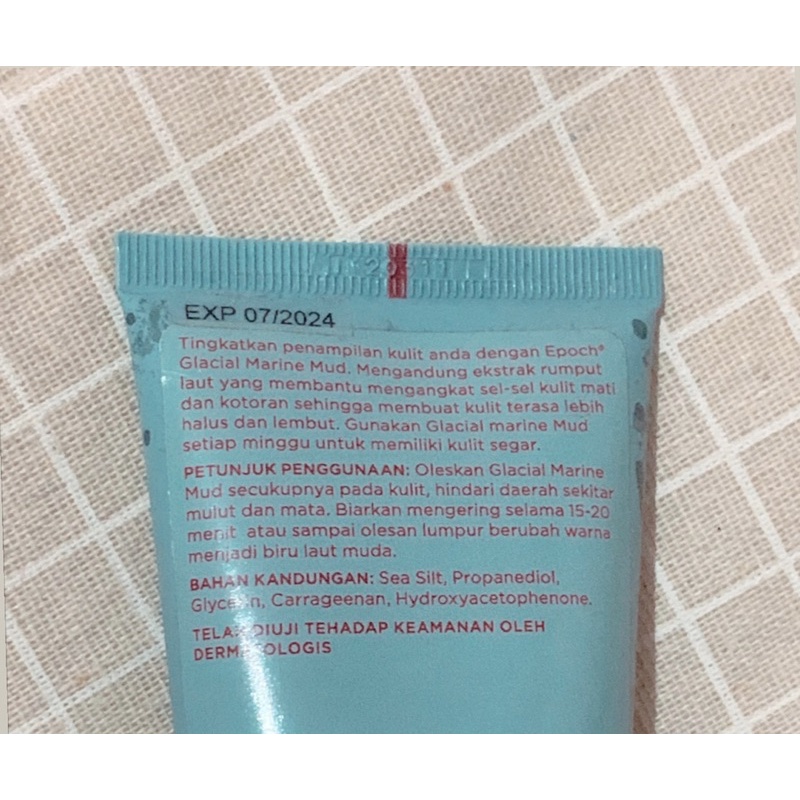 EXP 07/2024
Tingkatkan penampilan kulit anda dengan Epoch®
Glacial Marine Mud. Mengandung ekstrak rumput
laut yang membantu mengangkat sel-sel kulit mati
dan kotoran sehingga membuat kulit terasa lebih
halus dan lembut. Gunakan Glacial marine Mud
setiap minggu untuk memiliki kulit segar.
PETUNJUK PENGGUNAAN: Oleskan Glacial Marine
Mud secukupnya pada kulit, hindari daerah sekitar
mulut dan mata. Biarkan mengering selama 15-20
menit atau sampai olesan lumpur berubah warna
menjadi biru laut muda.
BAHAN KANDUNGAN: Sea Silt, Propanediol,
Glycerin, Carrageenan, Hydroxyacetophenone.
TELAH DIUJI TEHADAP KEAMANAN OLEH
DERMATOLOGIS